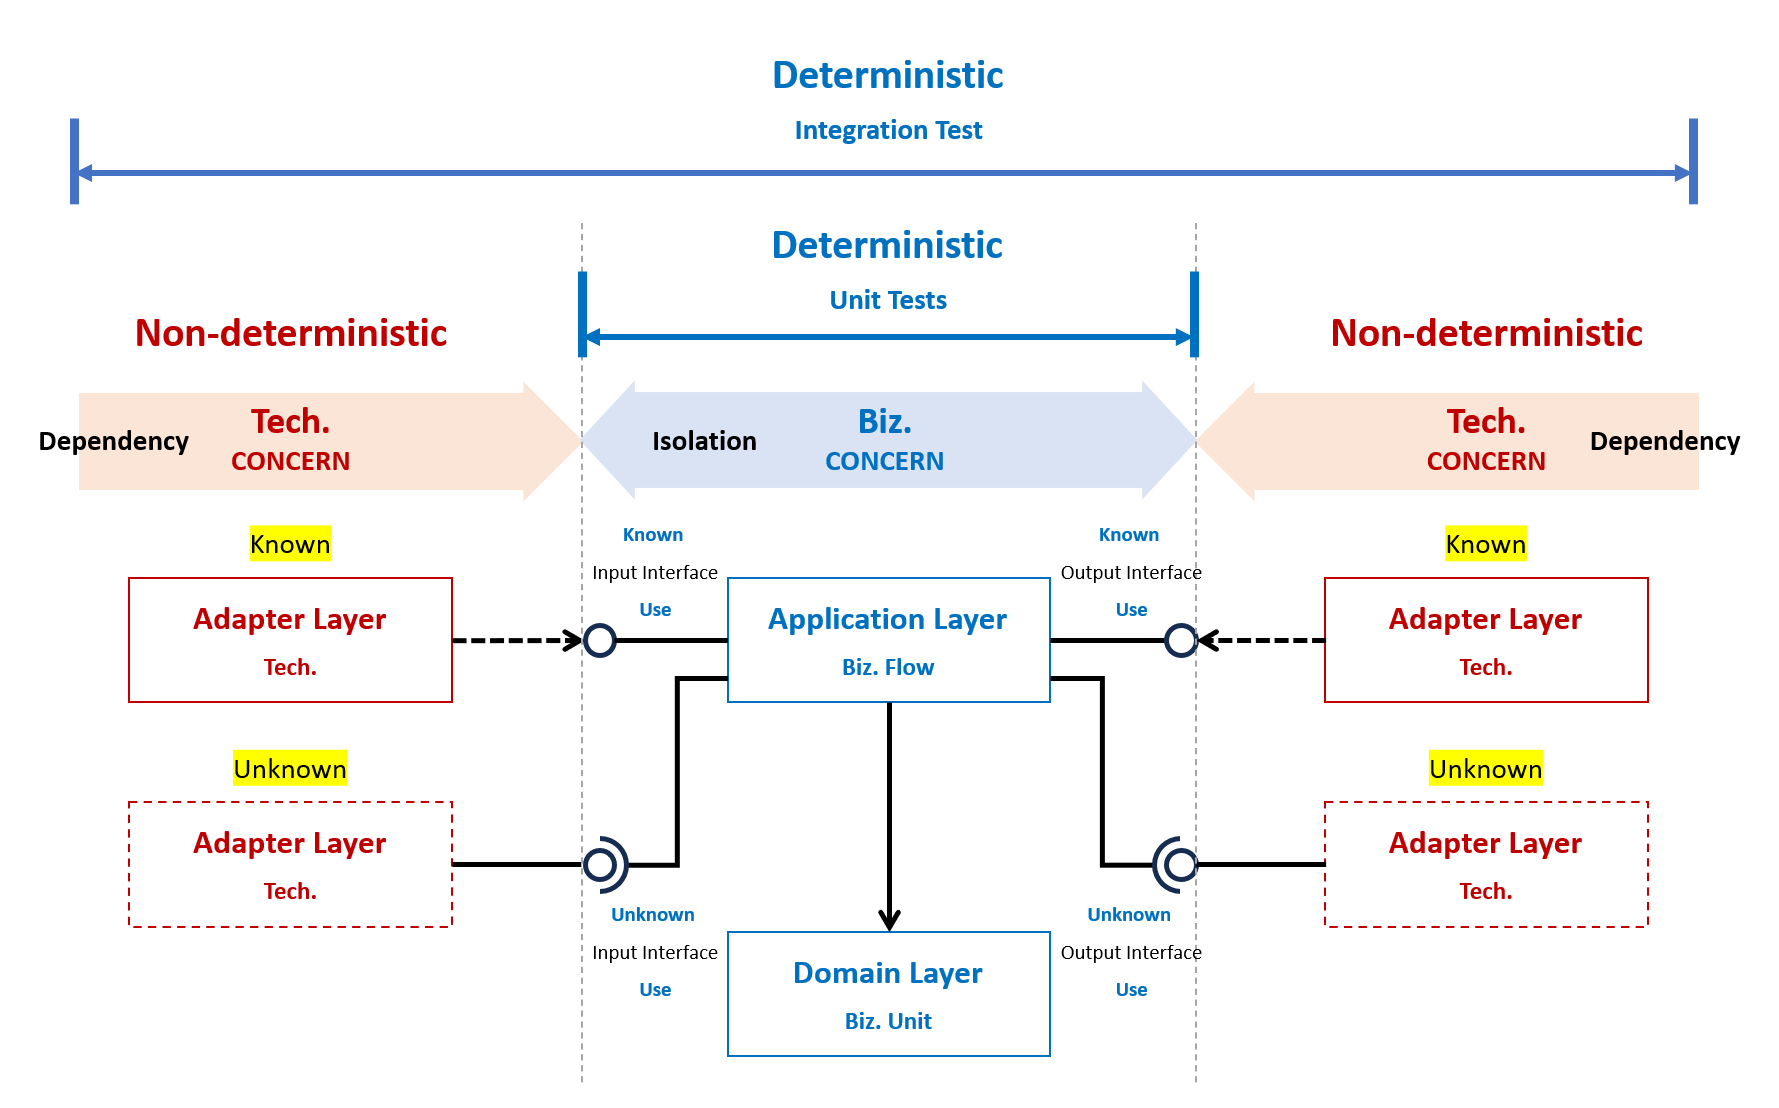 Deterministic
Integration Test
Deterministic
Unit Tests
Non-deterministic
Non-deterministic
Dependency
Tech.
CONCERN
Isolation
Biz.
CONCERN
Tech.
CONCERN
Dependency
Known
Known
Input Interface
Use
Known
Output Interface
Use
Known
Adapter Layer
Tech.
Application Layer
Biz. Flow
Adapter Layer
Tech.
Unknown
Unknown
Adapter Layer
Tech.
Adapter Layer
Tech.
Unknown
Input Interface
Use
Unknown
Output Interface
Use
Domain Layer
Biz. Unit